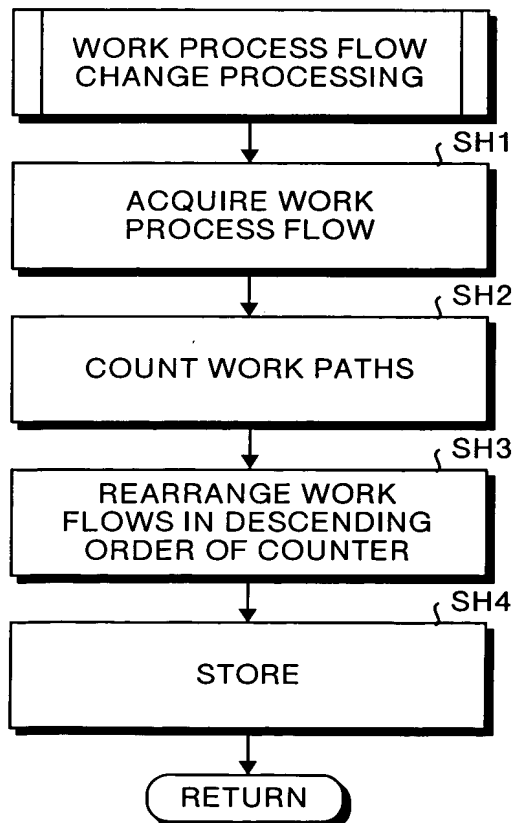 WORK PROCESS FLOW
CHANGE PROCESSING
SH1
ACQUIRE WORK
PROCESS FLOW
SH2
COUNT WORK PATHS
SH3
REARRANGE WORK
FLOWS IN DESCENDING
ORDER OF COUNTER
SH4
STORE
RETURN